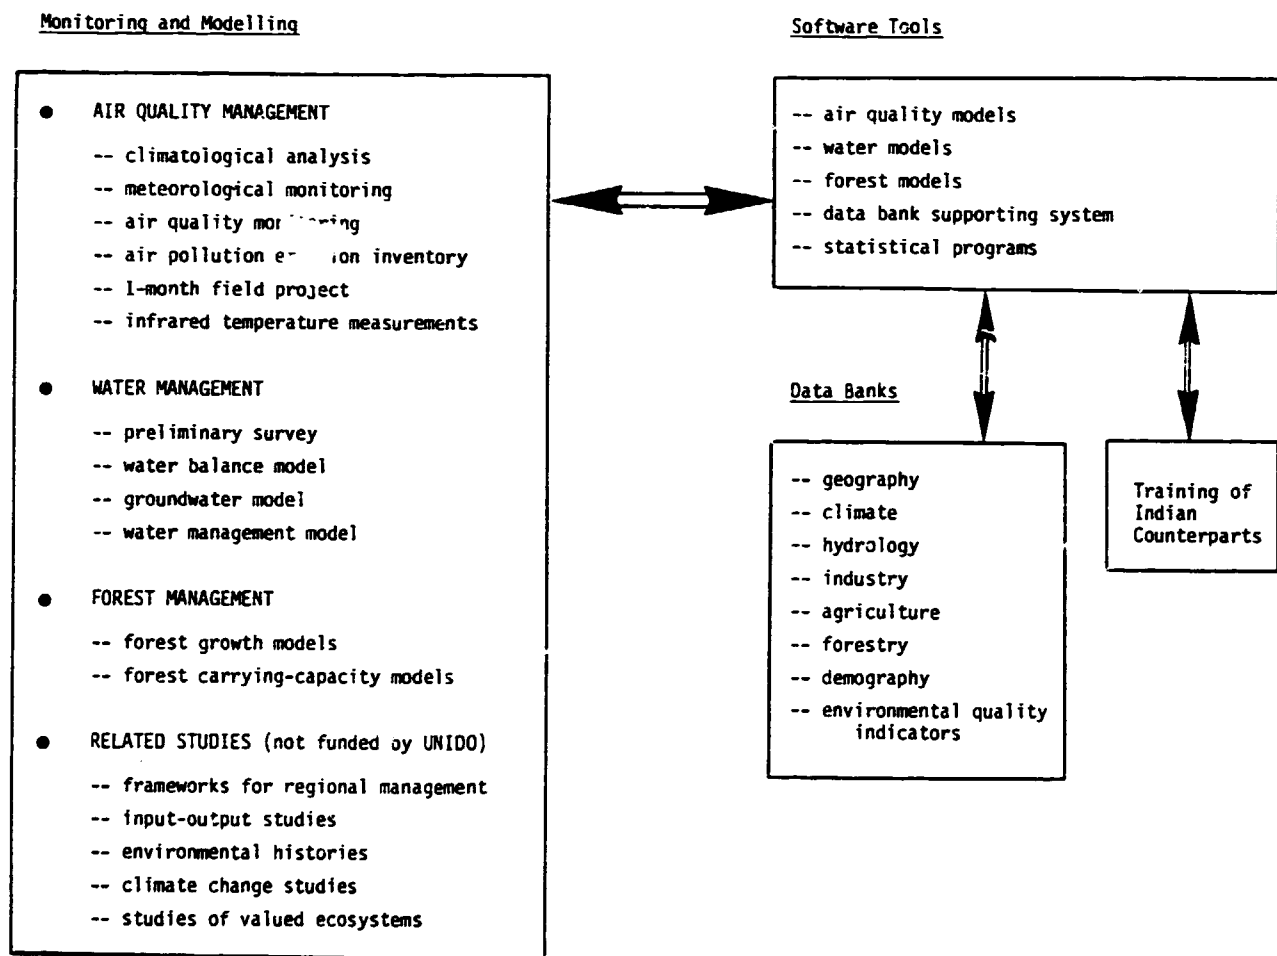 Monitoring and Modelling
● AIR QUALITY MANAGEMENT
-- climatological analysis
-- meteorological monitoring
-- air quality
-- air pollution inventory
-- 1-month field project
-- infrared temperature measurements
● WATER MANAGEMENT
-- preliminary survey
-- water balance model
-- groundwater model
-- water management model
● FOREST MANAGEMENT
-- forest growth models
-- forest carrying-capacity models
● RELATED STUDIES (not funded by UNIDO)
-- frameworks for regional management
-- input-output studies
-- environmental histories
-- climate change studies
-- studies of valued ecosystems
Software Tools
-- air quality models
-- water models
-- forest models
-- data bank supporting system
-- statistical programs
Data Banks
-- geography
-- climate
-- hydrology
-- industry
-- agriculture
-- forestry
-- demography
-- environmental quality
indicators
Training of
Indian
Counterparts